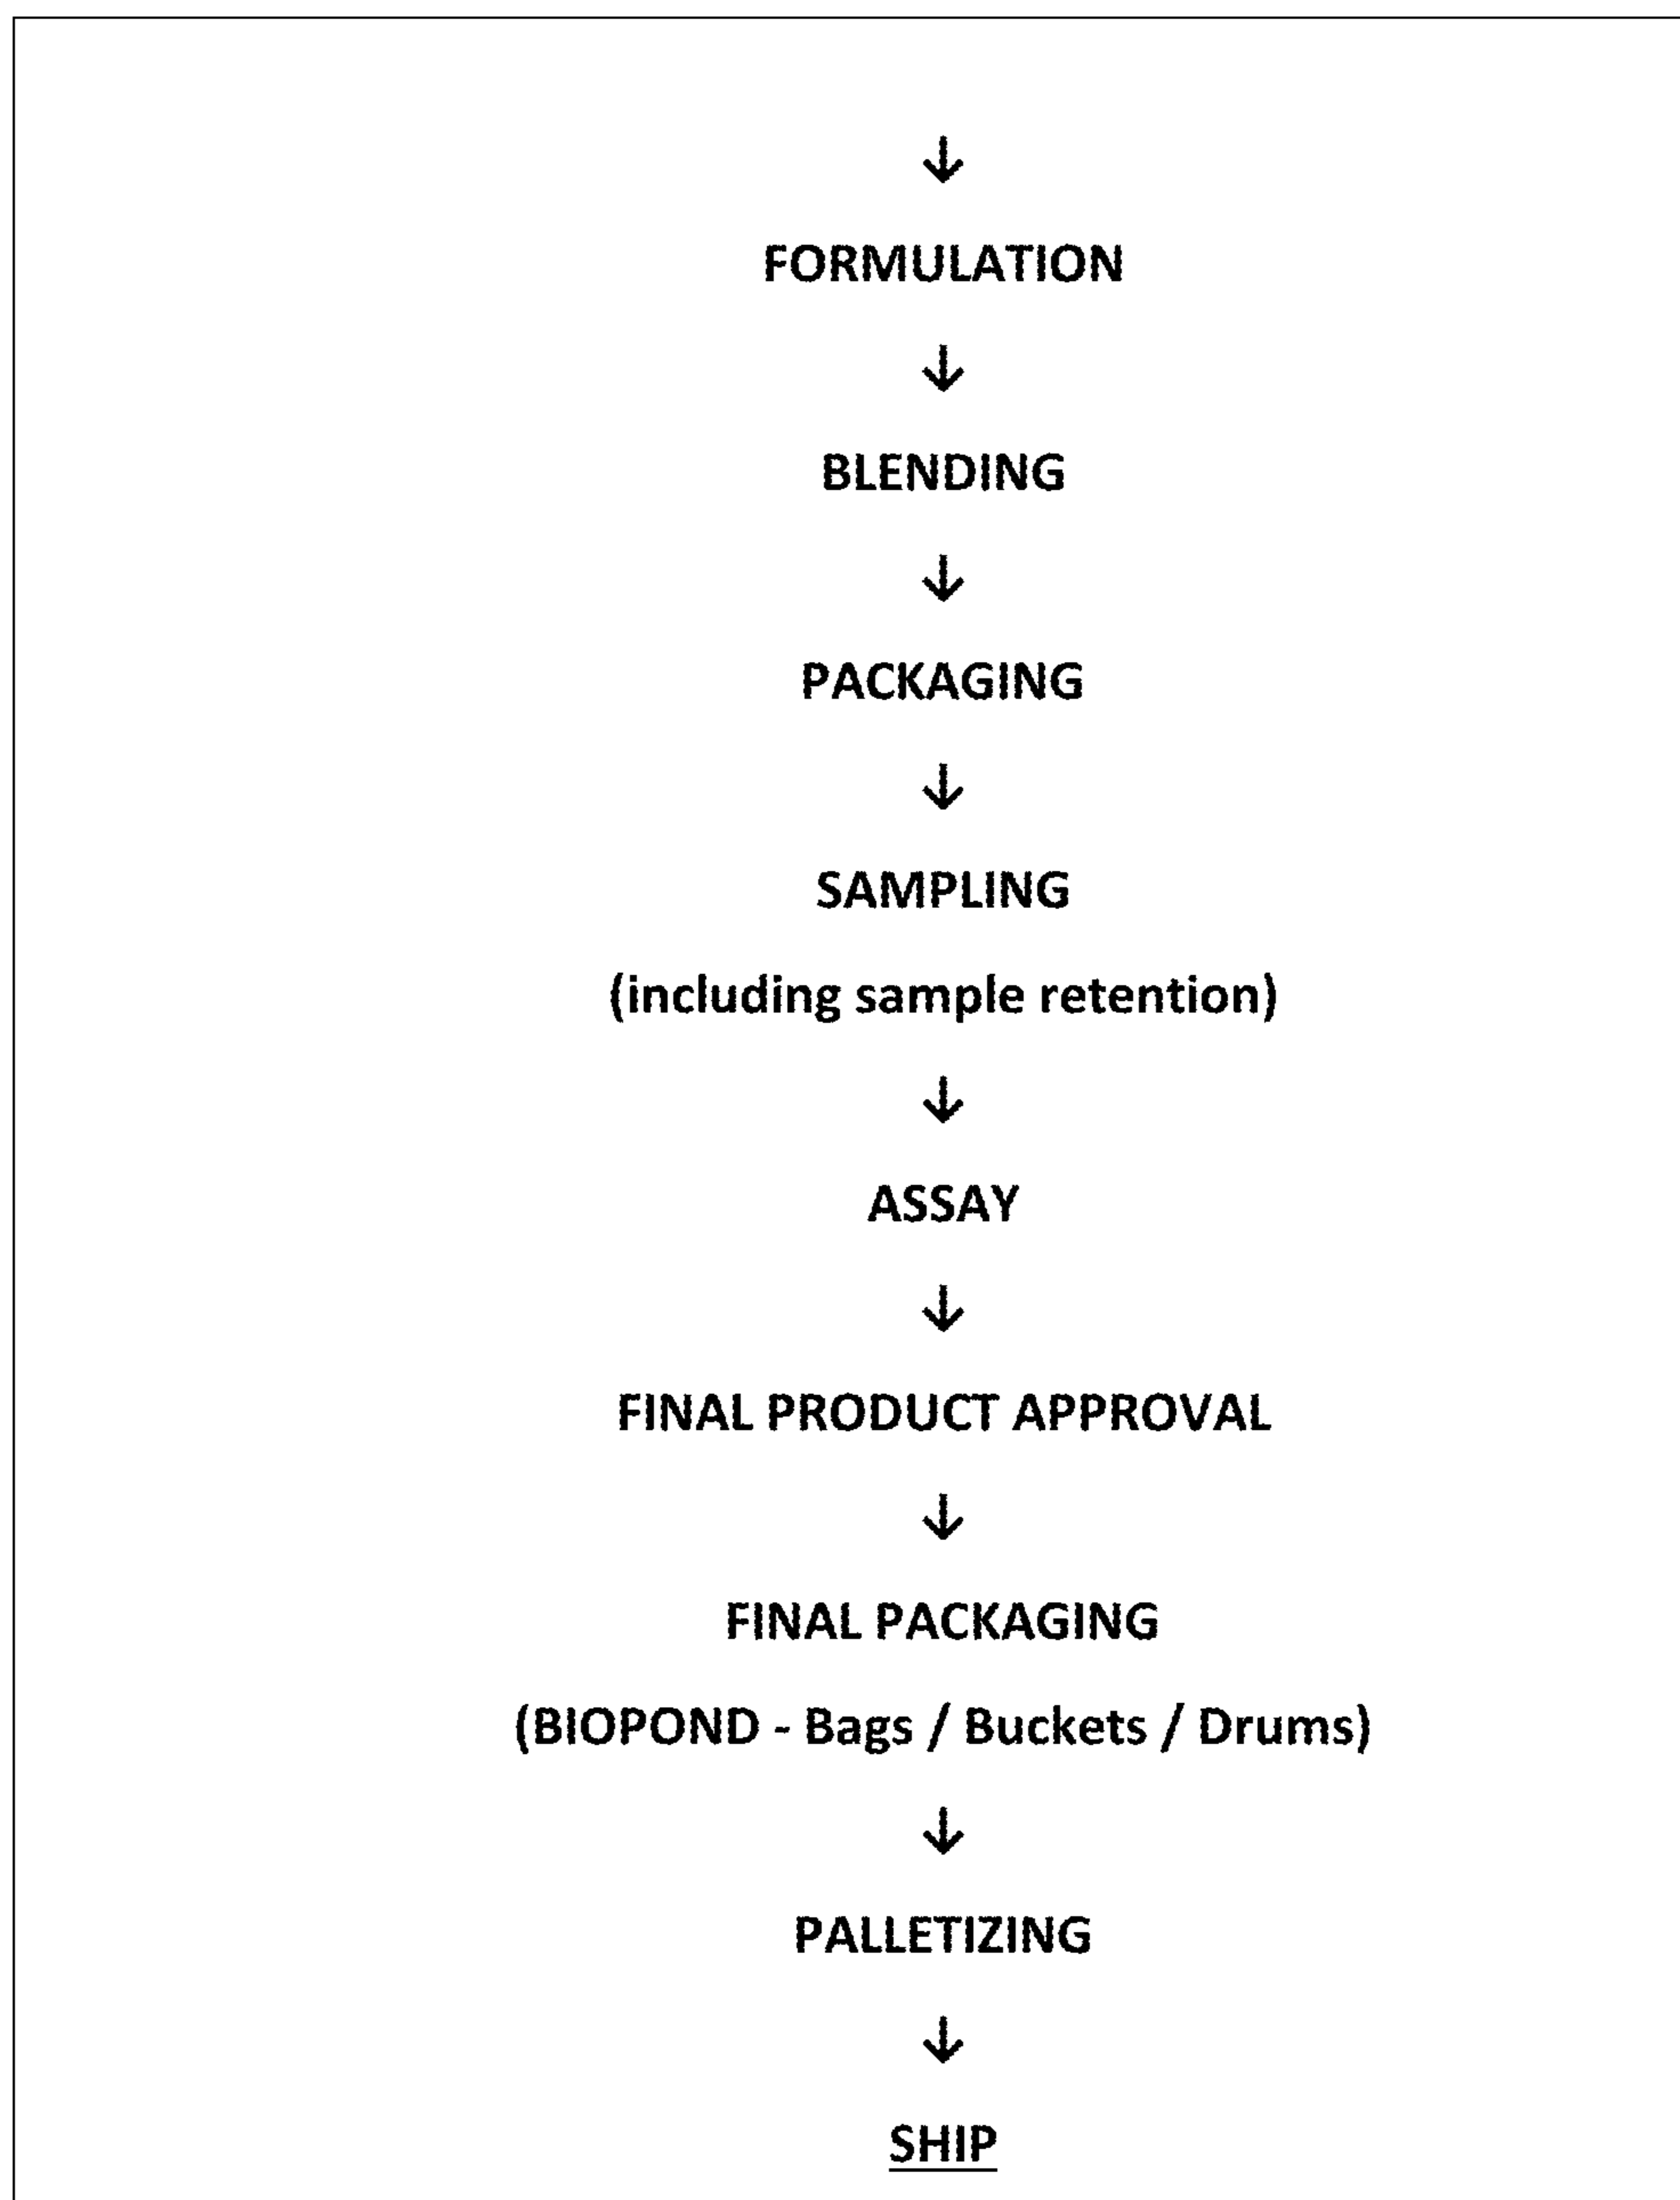 ↓
FORMULATION
↓
BLENDING
↓
PACKAGING
↓
SAMPLING
(including sample retention)
↓
ASSAY
↓
FINAL PRODUCT APPROVAL
↓
FINAL PACKAGING
(BIOPOND - Bags / Buckets / Drums)
↓
PALLETIZING
↓
SHIP